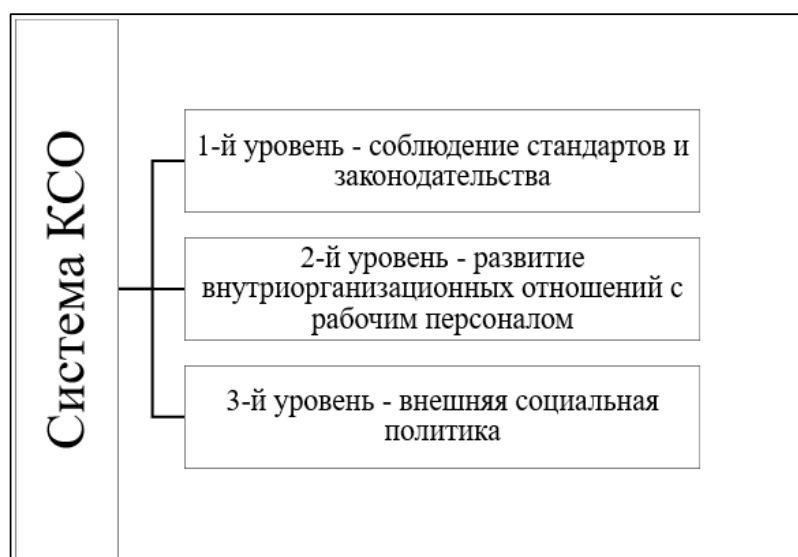 Система КСО
1-й уровень - соблюдение стандартов и
законодательства
2-й уровень - развитие
внутриорганизационных отношений с
рабочим персоналом
3-й уровень - внешняя социальная
политика